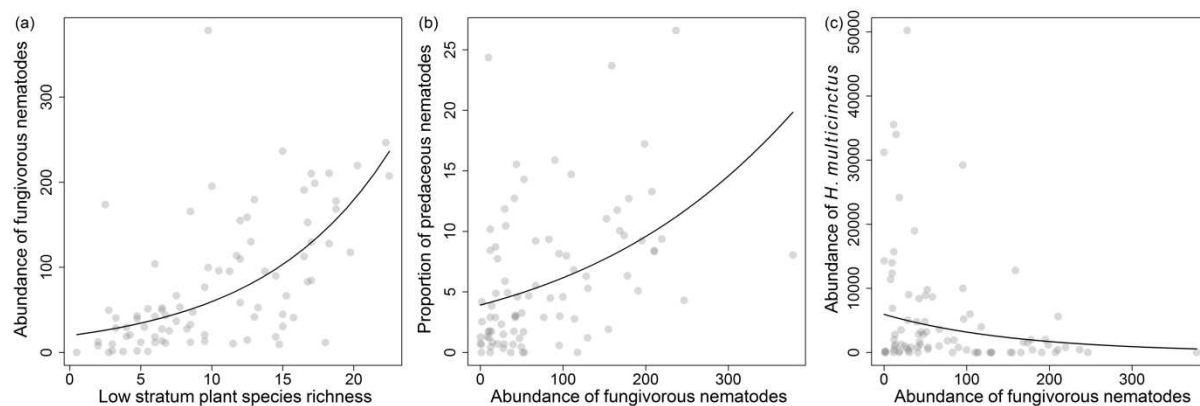 (a)
Abundance of fungivorous nematodes
300
200
100
0
0 5 10 15 20
Low stratum plant species richness
(b)
Proportion of predaceous nematodes
25
20
15
10
5
0
0 100 200 300
Abundance of fungivorous nematodes
(c)
Abundance of H. multicinctus
50000
40000
30000
20000
10000
0
0 100 200 300
Abundance of fungivorous nematodes